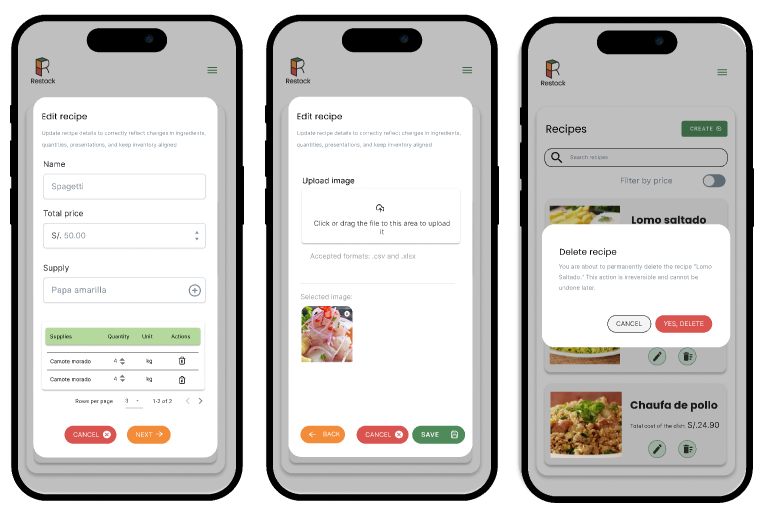 Restack
Edit recipe
Update recipe details to correctly reflect changes in ingredients,
quantities, presentations, and keep inventory aligned
Name
Spagetti
Total price
S/. 50.00
Supply
Papa amarilla
Supplies Quantity Unit Actions
Camote morado 4 kg
Camote morado 4 kg
Rows per page 1-2 of 2
CANCEL NEXT
Restack
Edit recipe
Update recipe details to correctly reflect changes in ingredients,
quantities, presentations, and keep inventory aligned
Upload image
Click or drag the file to this area to upload
it
Accepted formats: .csv and .xlsx
Selected image:
BACK CANCEL SAVE
Restack
Recipes
CREATE
Search recipes
Filter by price
Lomo saltado
Delete recipe
You are about to permanently delete the recipe "Lomo
Saltado." This action is irreversible and cannot be
undone later.
CANCEL YES, DELETE
Chaufa de pollo
Total cost of the dish: S/.24.90